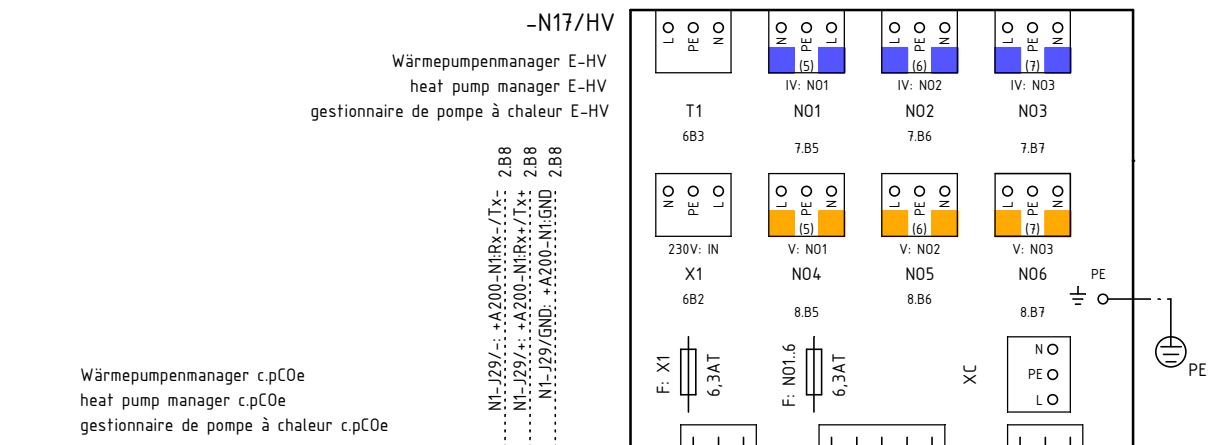 -N17/HV
Wärmepumpenmanager E-HV
heat pump manager E-HV
gestionnaire de pompe à chaleur E-HV
L PE N
N PE L
L PE N
L PE N
(5)
(6)
(7)
IV: NO1
IV: NO2
IV: NO3
T1
NO1
NO2
NO3
6B3
7.B5
7.B6
7.B7
N PE L
L PE N
L PE N
L PE N
(5)
(6)
(7)
230V: IN
V: NO1
V: NO2
V: NO3
X1
NO4
NO5
NO6
6B2
8.B5
8.B6
8.B7
PE
PE
N1-J29/-: +A200-N1:Rx-/Tx- 2.B8
N1-J29/+: +A200-N1:Rx+/Tx+ 2.B8
N1-J29/GND: +A200-N1:GND 2.B8
F: X1
6,3AT
F: NO1..6
6,3AT
XC
N
PE
L
Wärmepumpenmanager c.pCOe
heat pump manager c.pCOe
gestionnaire de pompe à chaleur c.pCOe